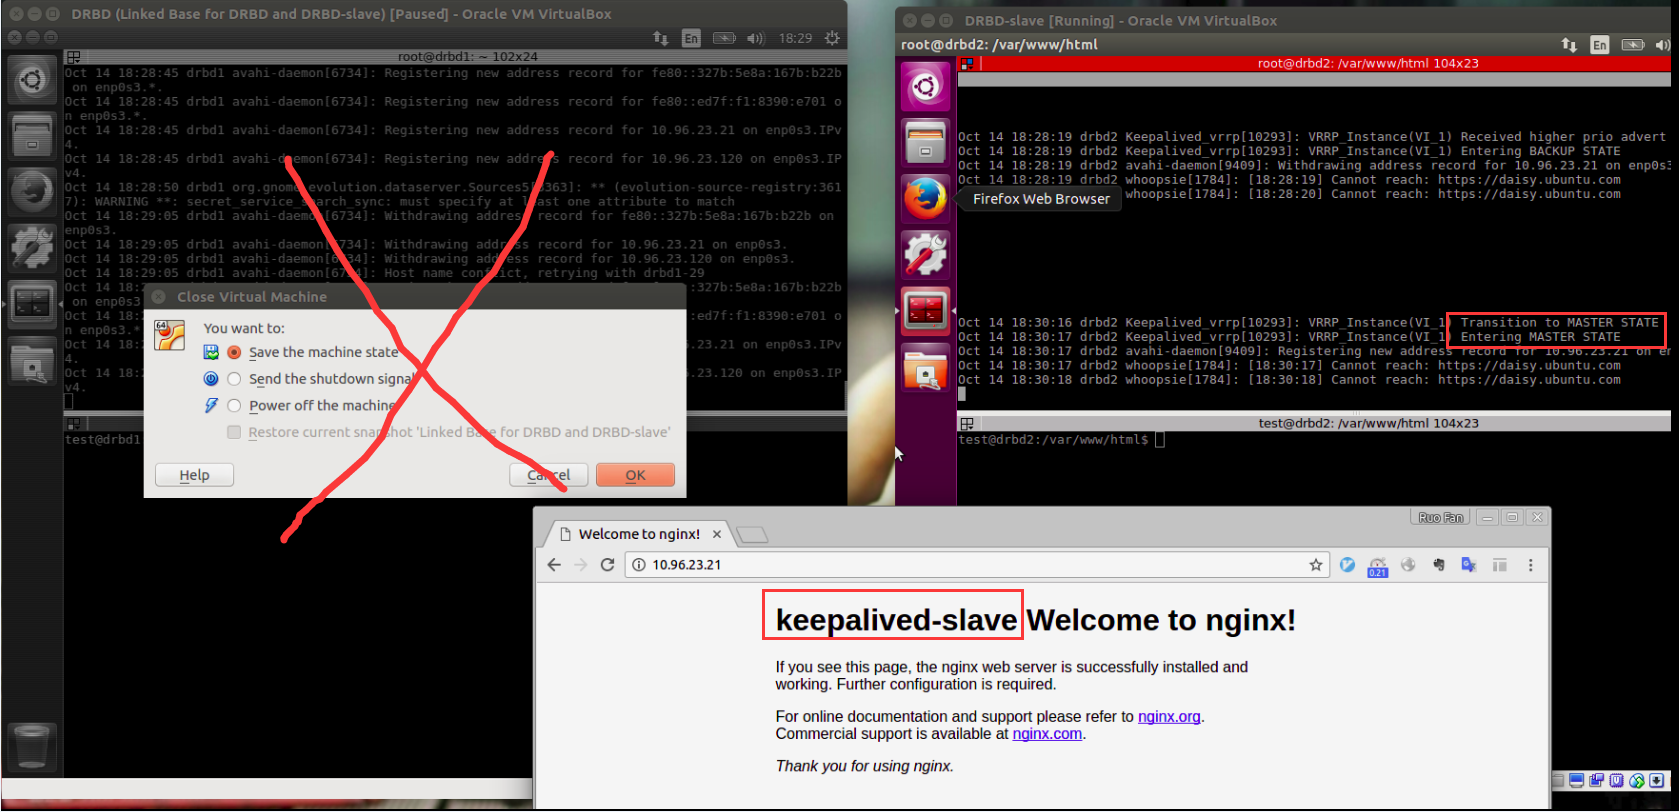 DRBD (Linked Base for DRBD and DRBD-slave) [Paused] - Oracle VM VirtualBox
En
18:29
root@drbd1: ~ 102x24
Oct 14 18:28:45 drbd1 avahi-daemon[6734]: Registering new address record for fe80::327b:5e8a:167b:b22b
on enp0s3.*.
Oct 14 18:28:45 drbd1 avahi-daemon[6734]: Registering new address record for fe80::ed7f:f1:8390:e701 o
n enp0s3.*.
Oct 14 18:28:45 drbd1 avahi-daemon[6734]: Registering new address record for 10.96.23.21 on enp0s3.IPv
4.
Oct 14 18:28:45 drbd1 avahi-daemon[6734]: Registering new address record for 10.96.23.120 on enp0s3.IP
v4.
Oct 14 18:28:50 drbd1 org.gnome.evolution.dataserver.Sources5[6363]: ** (evolution-source-registry:361
7): WARNING **: secret_service_search_sync: must specify at least one attribute to match
Oct 14 18:29:05 drbd1 avahi-daemon[6734]: Withdrawing address record for fe80::327b:5e8a:167b:b22b on
enp0s3.
Oct 14 18:29:05 drbd1 avahi-daemon[6734]: Withdrawing address record for 10.96.23.21 on enp0s3.
Oct 14 18:29:05 drbd1 avahi-daemon[6734]: Withdrawing address record for 10.96.23.120 on enp0s3.
Oct 14 18:29:05 drbd1 avahi-daemon[6734]: Host name conflict, retrying with drbd1-29
Oct :327b:5e8a:167b:b22b
on enp0s3
Oct 14 :ed7f:f1:8390:e701 o
n enp0s3.*
Oct 14 .23.21 on enp0s3.IPv
4.
Oct 14 18: .23.120 on enp0s3.IP
v4.
test@drbd1
Close Virtual Machine
64
You want to:
Save the machine state
Send the shutdown signal
Power off the machine
Restore current snapshot 'Linked Base for DRBD and DRBD-slave'
Help
Cancel
OK
DRBD-slave [Running] - Oracle VM VirtualBox
root@drbd2: /var/www/html
En
root@drbd2: /var/www/html 104x23
Oct 14 18:28:19 drbd2 Keepalived_vrrp[10293]: VRRP_Instance(VI_1) Received higher prio advert
Oct 14 18:28:19 drbd2 Keepalived_vrrp[10293]: VRRP_Instance(VI_1) Entering BACKUP STATE
Oct 14 18:28:19 drbd2 avahi-daemon[9409]: Withdrawing address record for 10.96.23.21 on enp0s3
Oct 14 18:28:19 drbd2 whoopsie[1784]: [18:28:19] Cannot reach: https://daisy.ubuntu.com
whoopsie[1784]: [18:28:20] Cannot reach: https://daisy.ubuntu.com
Firefox Web Browser
Oct 14 18:30:16 drbd2 Keepalived_vrrp[10293]: VRRP_Instance(VI_1) Transition to MASTER STATE
Oct 14 18:30:17 drbd2 Keepalived_vrrp[10293]: VRRP_Instance(VI_1) Entering MASTER STATE
Oct 14 18:30:17 drbd2 avahi-daemon[9409]: Registering new address record for 10.96.23.21 on en
Oct 14 18:30:17 drbd2 whoopsie[1784]: [18:30:17] Cannot reach: https://daisy.ubuntu.com
Oct 14 18:30:18 drbd2 whoopsie[1784]: [18:30:18] Cannot reach: https://daisy.ubuntu.com
test@drbd2: /var/www/html 104x23
test@drbd2:/var/www/html$
Ruo Fan
Welcome to nginx!
10.96.23.21
0.21
keepalived-slave Welcome to nginx!
If you see this page, the nginx web server is successfully installed and
working. Further configuration is required.
For online documentation and support please refer to nginx.org.
Commercial support is available at nginx.com.
Thank you for using nginx.